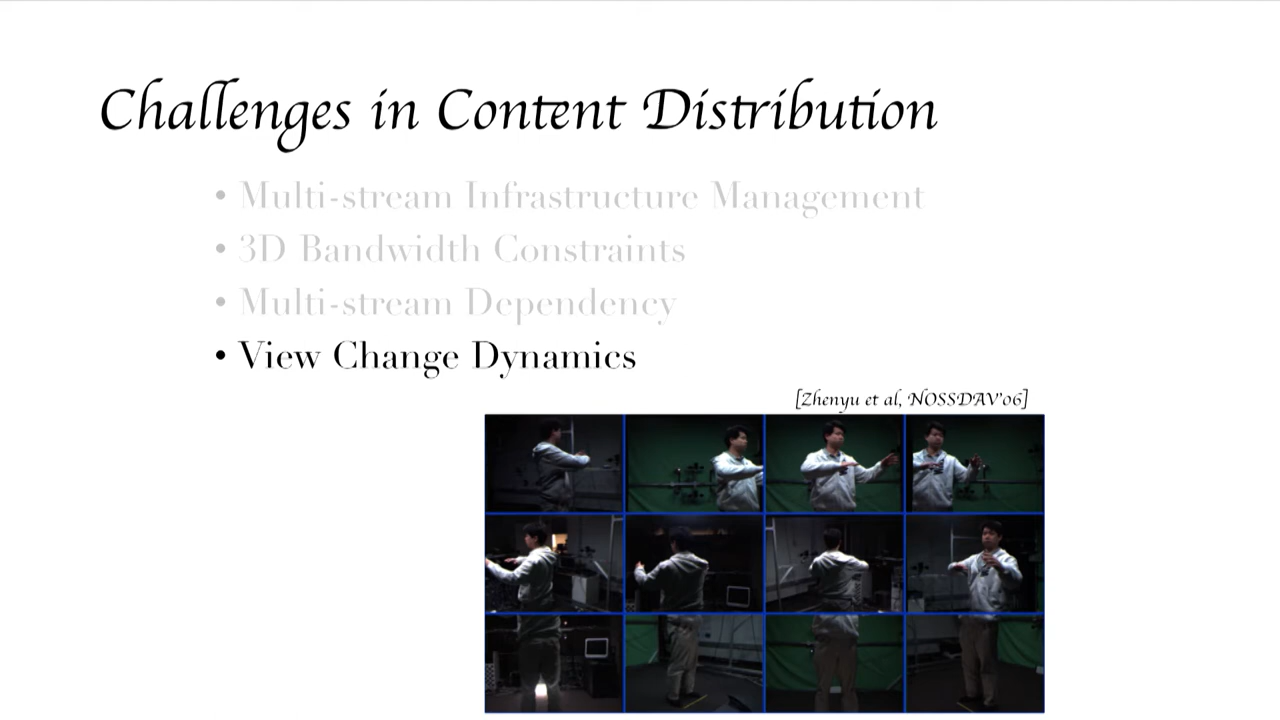 Challenges in Content Distribution
• Multi-stream Infrastructure Management
• 3D Bandwidth Constraints
• Multi-stream Dependency
• View Change Dynamics
[Zhenyu et al, NOSSDAV'06]